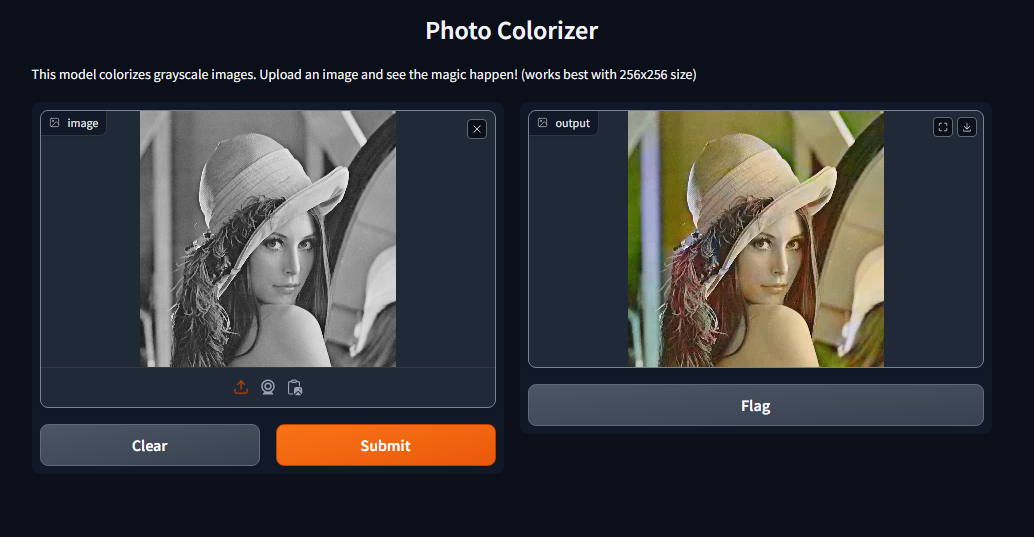 Photo Colorizer
This model colorizes grayscale images. Upload an image and see the magic happen! (works best with 256x256 size)
image
output
Clear
Submit
Flag